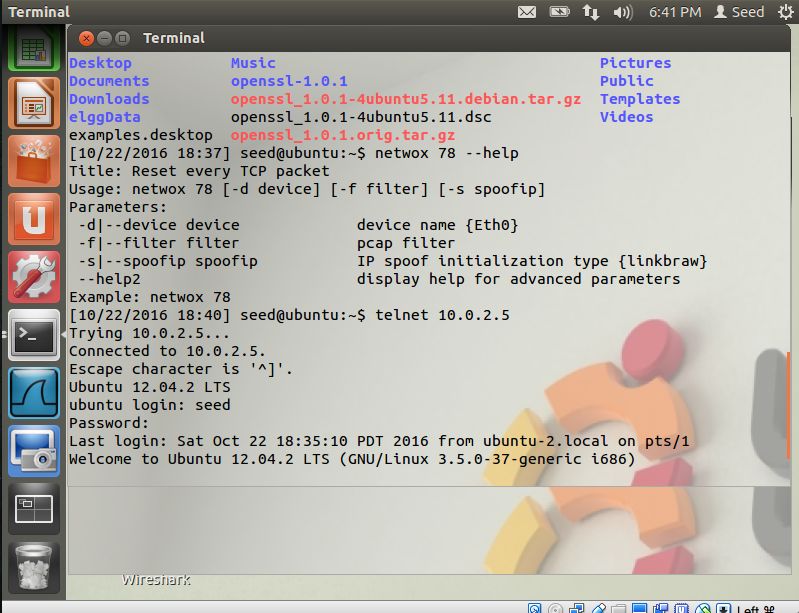 Terminal 6:41 PM Seed
Terminal
Desktop Music Pictures
Documents openssl-1.0.1 Public
Downloads openssl_1.0.1-4ubuntu5.11.debian.tar.gz Templates
elggData openssl_1.0.1-4ubuntu5.11.dsc Videos
examples.desktop openssl_1.0.1.orig.tar.gz
[10/22/2016 18:37] seed@ubuntu:~$ netwox 78 --help
Title: Reset every TCP packet
Usage: netwox 78 [-d device] [-f filter] [-s spoofip]
Parameters:
-d|--device device device name {Eth0}
-f|--filter filter pcap filter
-s|--spoofip spoofip IP spoof initialization type {linkbraw}
--help2 display help for advanced parameters
Example: netwox 78
[10/22/2016 18:40] seed@ubuntu:~$ telnet 10.0.2.5
Trying 10.0.2.5...
Connected to 10.0.2.5.
Escape character is '^]'.
Ubuntu 12.04.2 LTS
ubuntu login: seed
Password:
Last login: Sat Oct 22 18:35:10 PDT 2016 from ubuntu-2.local on pts/1
Welcome to Ubuntu 12.04.2 LTS (GNU/Linux 3.5.0-37-generic i686)
Wireshark
Left ⌘